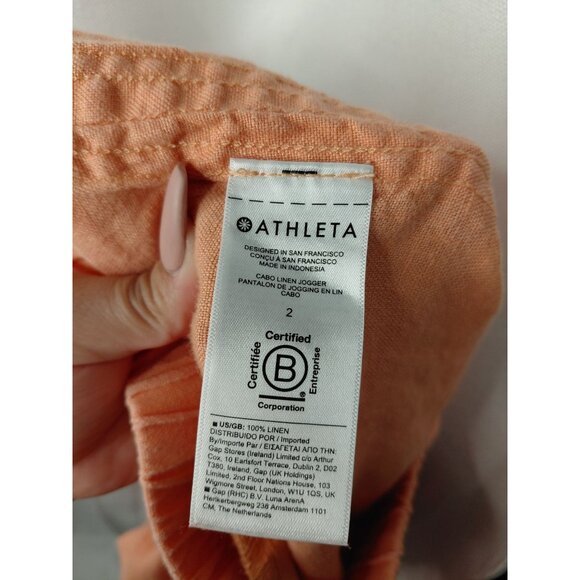 ATHLETA
DESIGNED IN SAN FRANCISCO
CONÇU A SAN FRANCISCO
MADE IN INDONESIA
CABO LINEN JOGGER
PANTALON DE JOGGING EN LIN
CABO
2
Certified
Certifiée
B
®
Entreprise
Corporation
■ US/GB: 100% LINEN
DISTRIBUIDO POR / Imported
By/Importe Par / ΕΙΣΑΓΕΤΑΙ ΑΠΟ ΤΗΝ:
Gap Stores (Ireland) Limited c/o Arthur
Cox, 10 Earlsfort Terrace, Dublin 2, D02
T380, Ireland, Gap (UK Holdings)
Limited, 2nd Floor Nations House, 103
Wigmore Street, London, W1U 1QS, UK
■ Gap (RHC) B.V. Luna ArenA
Herikerbergweg 238 Amsterdam 1101
CM, The Netherlands